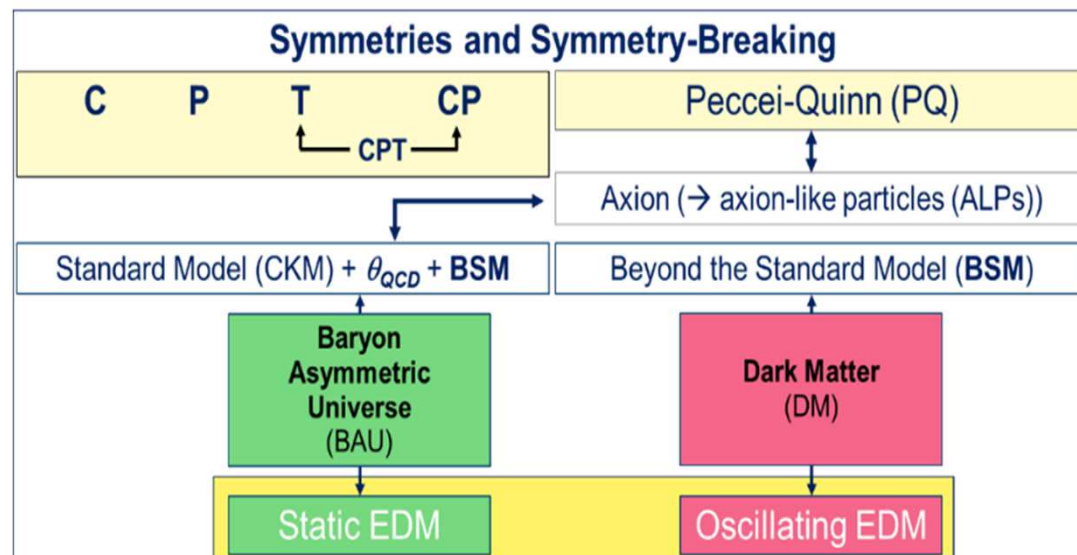 Symmetries and Symmetry-Breaking
C P T CP
CPT
Peccei-Quinn (PQ)
Axion (→ axion-like particles (ALPs))
Standard Model (CKM) + θQCD + BSM
Beyond the Standard Model (BSM)
Baryon
Asymmetric
Universe
(BAU)
Dark Matter
(DM)
Static EDM
Oscillating EDM